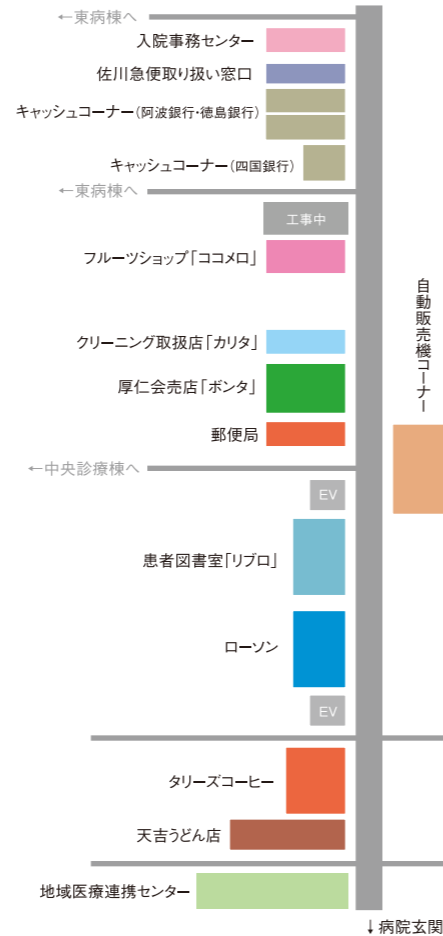 ←東病棟へ
入院事務センター
佐川急便取り扱い窓口
キャッシュコーナー(阿波銀行・徳島銀行)
キャッシュコーナー(四国銀行)
←東病棟へ
工事中
フルーツショップ「ココメロ」
自動販売機コーナー
クリーニング取扱店「カリタ」
厚仁会売店「ボンタ」
郵便局
←中央診療棟へ
EV
患者図書室「リブロ」
ローソン
EV
タリーズコーヒー
天吉うどん店
地域医療連携センター
↓病院玄関